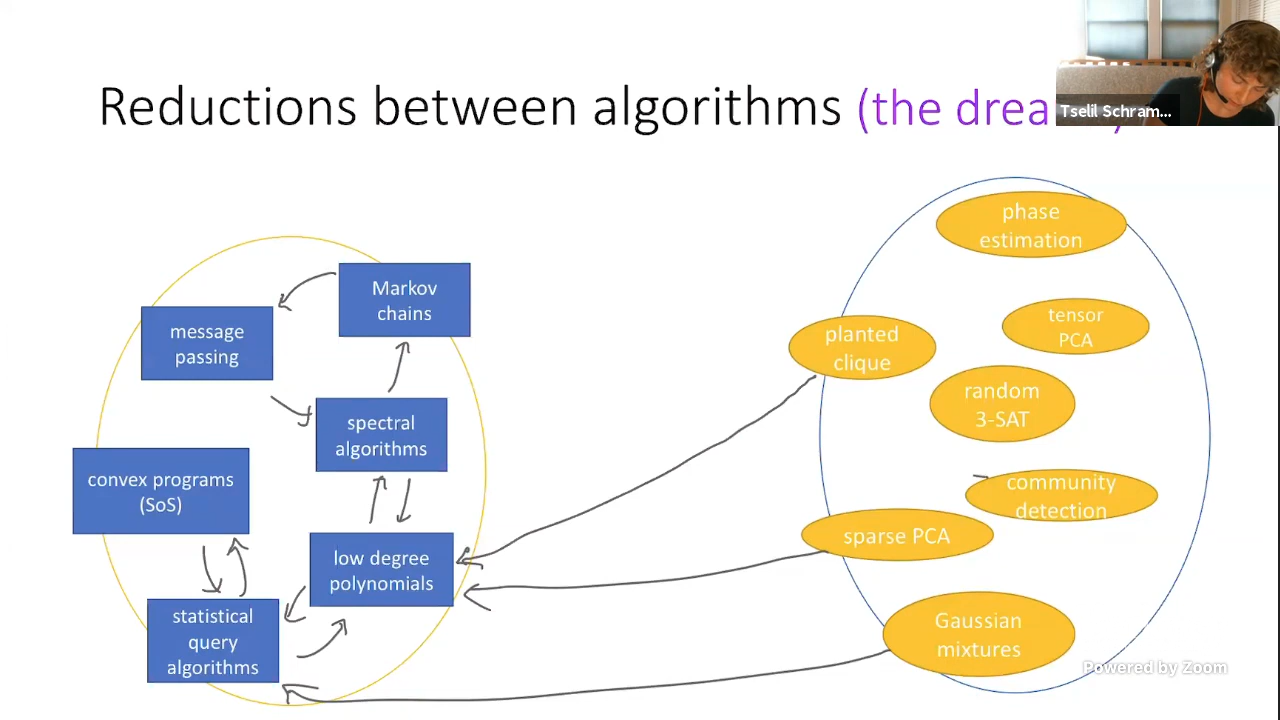 Reductions between algorithms (the drea
Tselil Schram...
Markov
chains
message
passing
spectral
algorithms
convex programs
(SoS)
low degree
polynomials
statistical
query
algorithms
phase
estimation
tensor
PCA
planted
clique
random
3-SAT
community
detection
sparse PCA
Gaussian
mixtures
Powered by Zoom